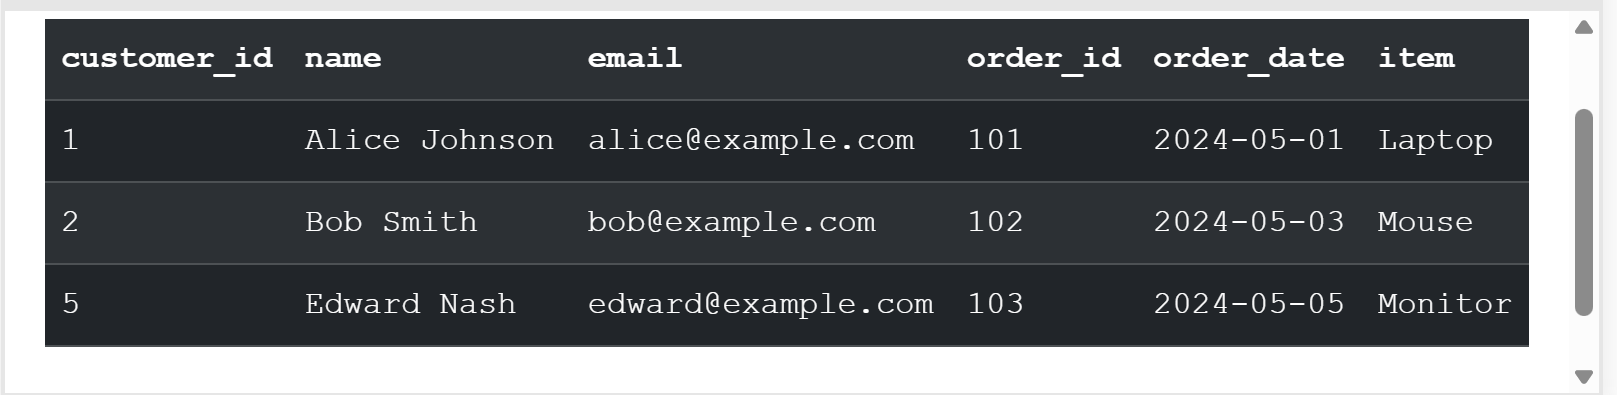 customer_id name email order_id order_date item
1 Alice Johnson alice@example.com 101 2024-05-01 Laptop
2 Bob Smith bob@example.com 102 2024-05-03 Mouse
5 Edward Nash edward@example.com 103 2024-05-05 Monitor